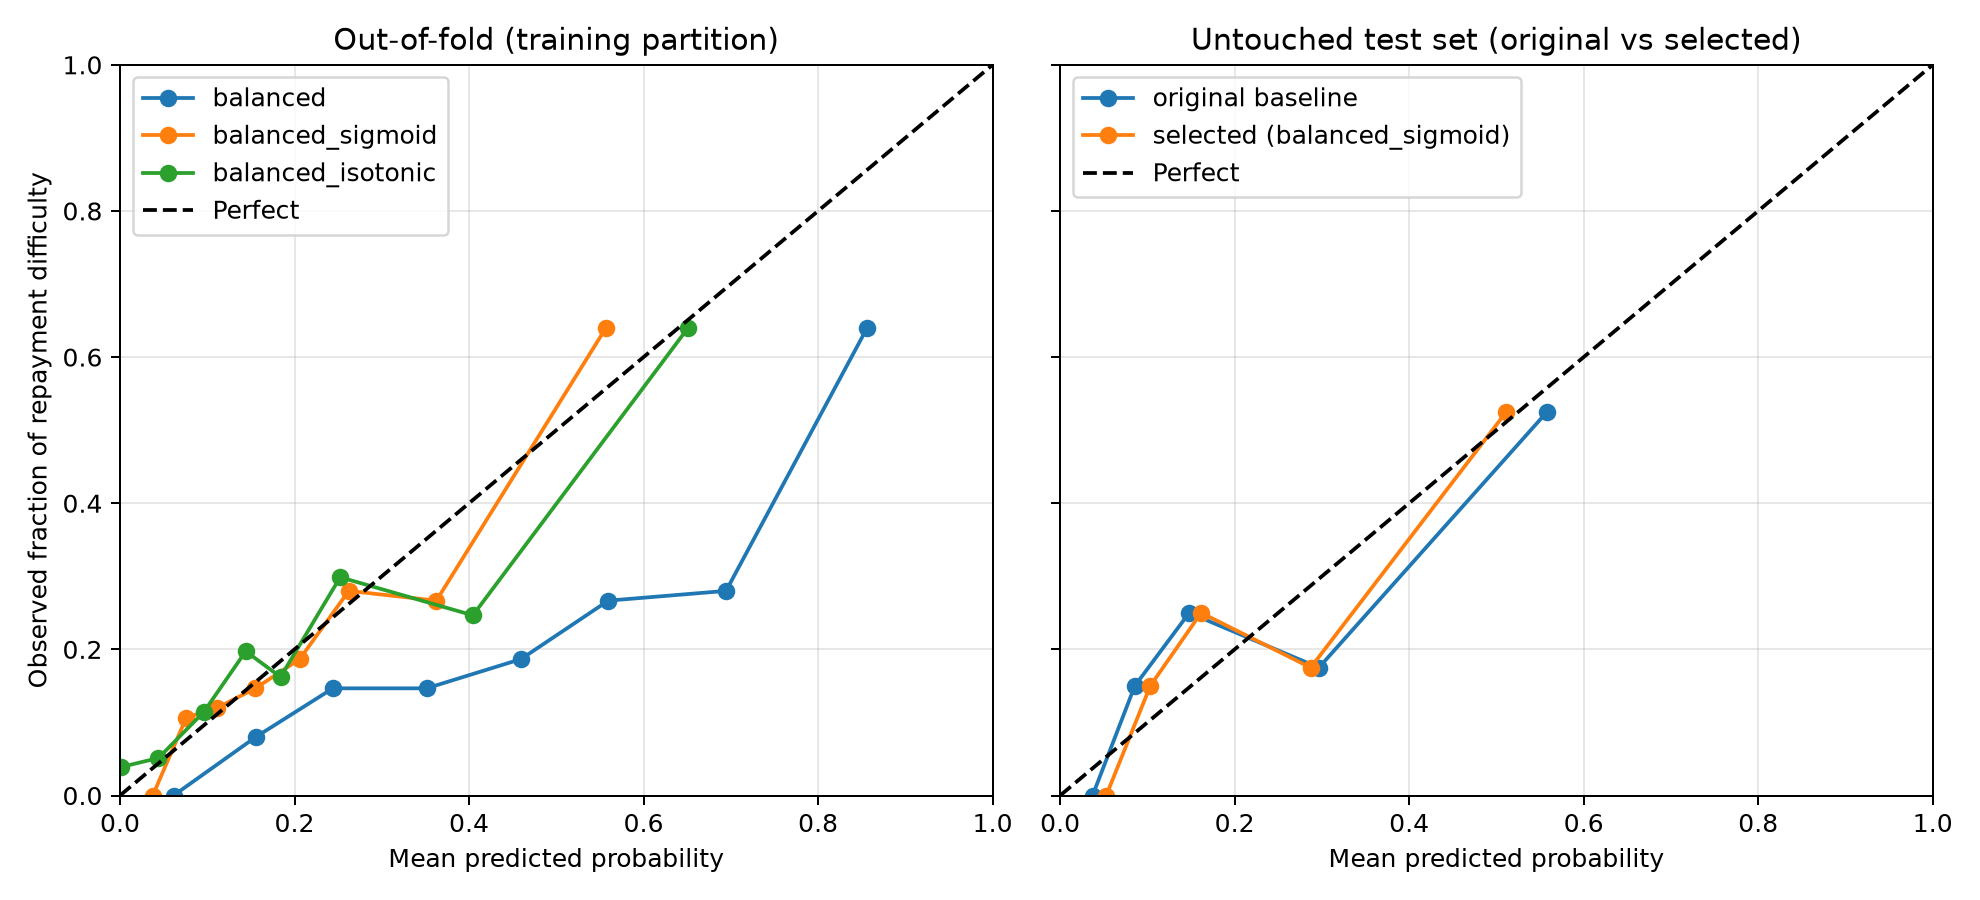 Out-of-fold (training partition)
balanced
balanced_sigmoid
balanced_isotonic
Perfect
Observed fraction of repayment difficulty
1.0
0.8
0.6
0.4
0.2
0.0
0.0 0.2 0.4 0.6 0.8 1.0
Mean predicted probability
Untouched test set (original vs selected)
original baseline
selected (balanced_sigmoid)
Perfect
0.0 0.2 0.4 0.6 0.8 1.0
Mean predicted probability